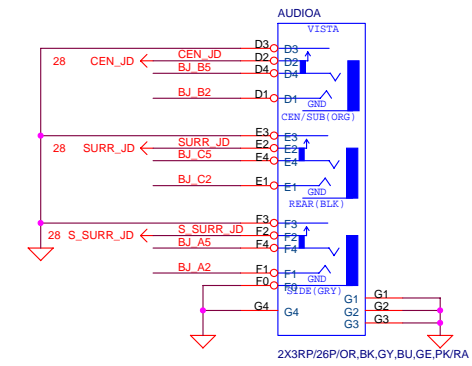 AUDIOA
VISTA
D3 D3
28 CEN_JD CEN_JD D2 D2
BJ_B5 D4 D4
BJ_B2 D1 D1
GND
CEN/SUB(ORG)
E3 E3
28 SURR_JD SURR_JD E2 E2
BJ_C5 E4 E4
BJ_C2 E1 E1
GND
REAR(BLK)
F3 F3
28 S_SURR_JD S_SURR_JD F2 F2
BJ_A5 F4 F4
BJ_A2 F1 F1
GND
F0 F0
SIDE(GRY)
G1 G1
G4 G4 G2 G2
G3 G3
2X3RP/26P/OR,BK,GY,BU,GE,PK/RA